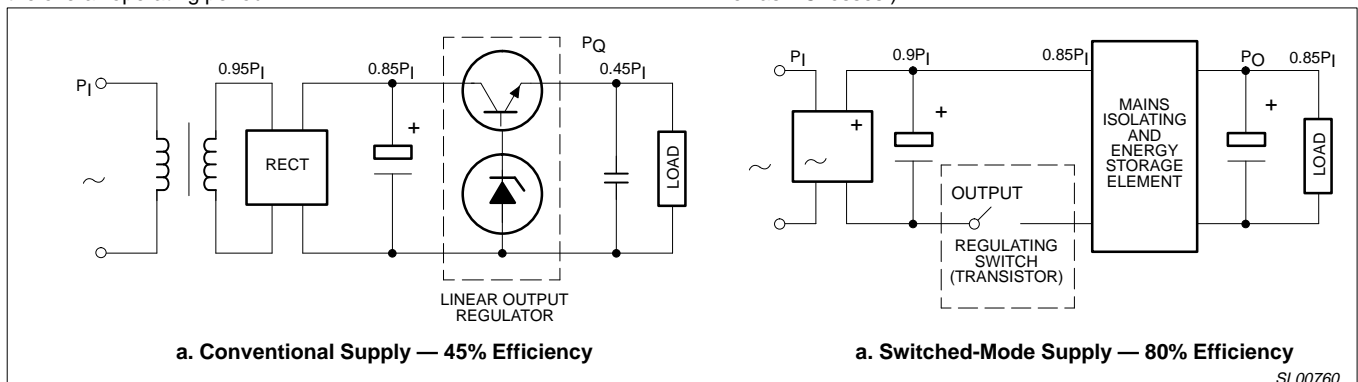 P_I
0.95P_I
RECT
0.85P_I
+
P_Q
0.45P_I
LOAD
~
LINEAR OUTPUT
REGULATOR
a. Conventional Supply — 45% Efficiency
P_I
0.9P_I
0.85P_I
+
~
+
OUTPUT
REGULATING
SWITCH
(TRANSISTOR)
MAINS
ISOLATING
AND
ENERGY
STORAGE
ELEMENT
P_O
0.85P_I
+
LOAD
~
a. Switched-Mode Supply — 80% Efficiency
SL00760